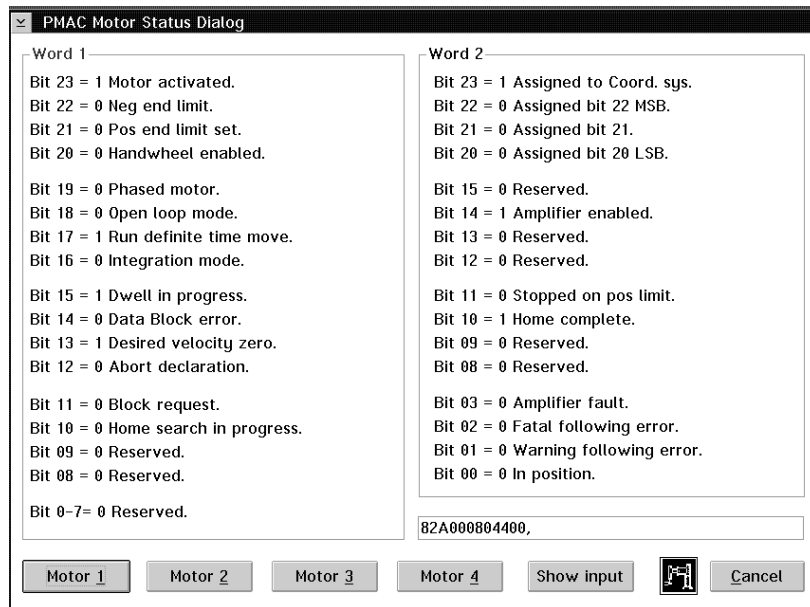 PMAC Motor Status Dialog
Word 1
Bit 23 = 1 Motor activated.
Bit 22 = 0 Neg end limit.
Bit 21 = 0 Pos end limit set.
Bit 20 = 0 Handwheel enabled.
Bit 19 = 0 Phased motor.
Bit 18 = 0 Open loop mode.
Bit 17 = 1 Run definite time move.
Bit 16 = 0 Integration mode.
Bit 15 = 1 Dwell in progress.
Bit 14 = 0 Data Block error.
Bit 13 = 1 Desired velocity zero.
Bit 12 = 0 Abort declaration.
Bit 11 = 0 Block request.
Bit 10 = 0 Home search in progress.
Bit 09 = 0 Reserved.
Bit 08 = 0 Reserved.
Bit 0-7= 0 Reserved.
Word 2
Bit 23 = 1 Assigned to Coord. sys.
Bit 22 = 0 Assigned bit 22 MSB.
Bit 21 = 0 Assigned bit 21.
Bit 20 = 0 Assigned bit 20 LSB.
Bit 15 = 0 Reserved.
Bit 14 = 1 Amplifier enabled.
Bit 13 = 0 Reserved.
Bit 12 = 0 Reserved.
Bit 11 = 0 Stopped on pos limit.
Bit 10 = 1 Home complete.
Bit 09 = 0 Reserved.
Bit 08 = 0 Reserved.
Bit 03 = 0 Amplifier fault.
Bit 02 = 0 Fatal following error.
Bit 01 = 0 Warning following error.
Bit 00 = 0 In position.
82A000804400,
Motor 1 Motor 2 Motor 3 Motor 4 Show input Cancel